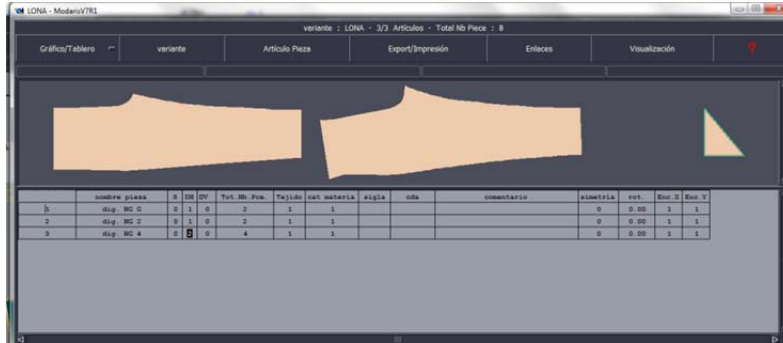 LONA - ModarisV7R1
variante : LONA - 3/3 Artículos - Total Nb Piece : 8
Gráfico/Tablero variante Artículo Pieza Export/Impresión Enlaces Visualización ?
nombre pieza S DH DV Tot.Nb.Pom. Tejido cat materia sigla cda comentario simetria rot. Enc.X Enc.Y
1 dig. NG G 0 1 0 2 1 1 0 0.00 1 1
2 dig. NG 2 0 1 0 2 1 1 0 0.00 1 1
3 dig. NG 4 0 2 0 4 1 1 0 0.00 1 1